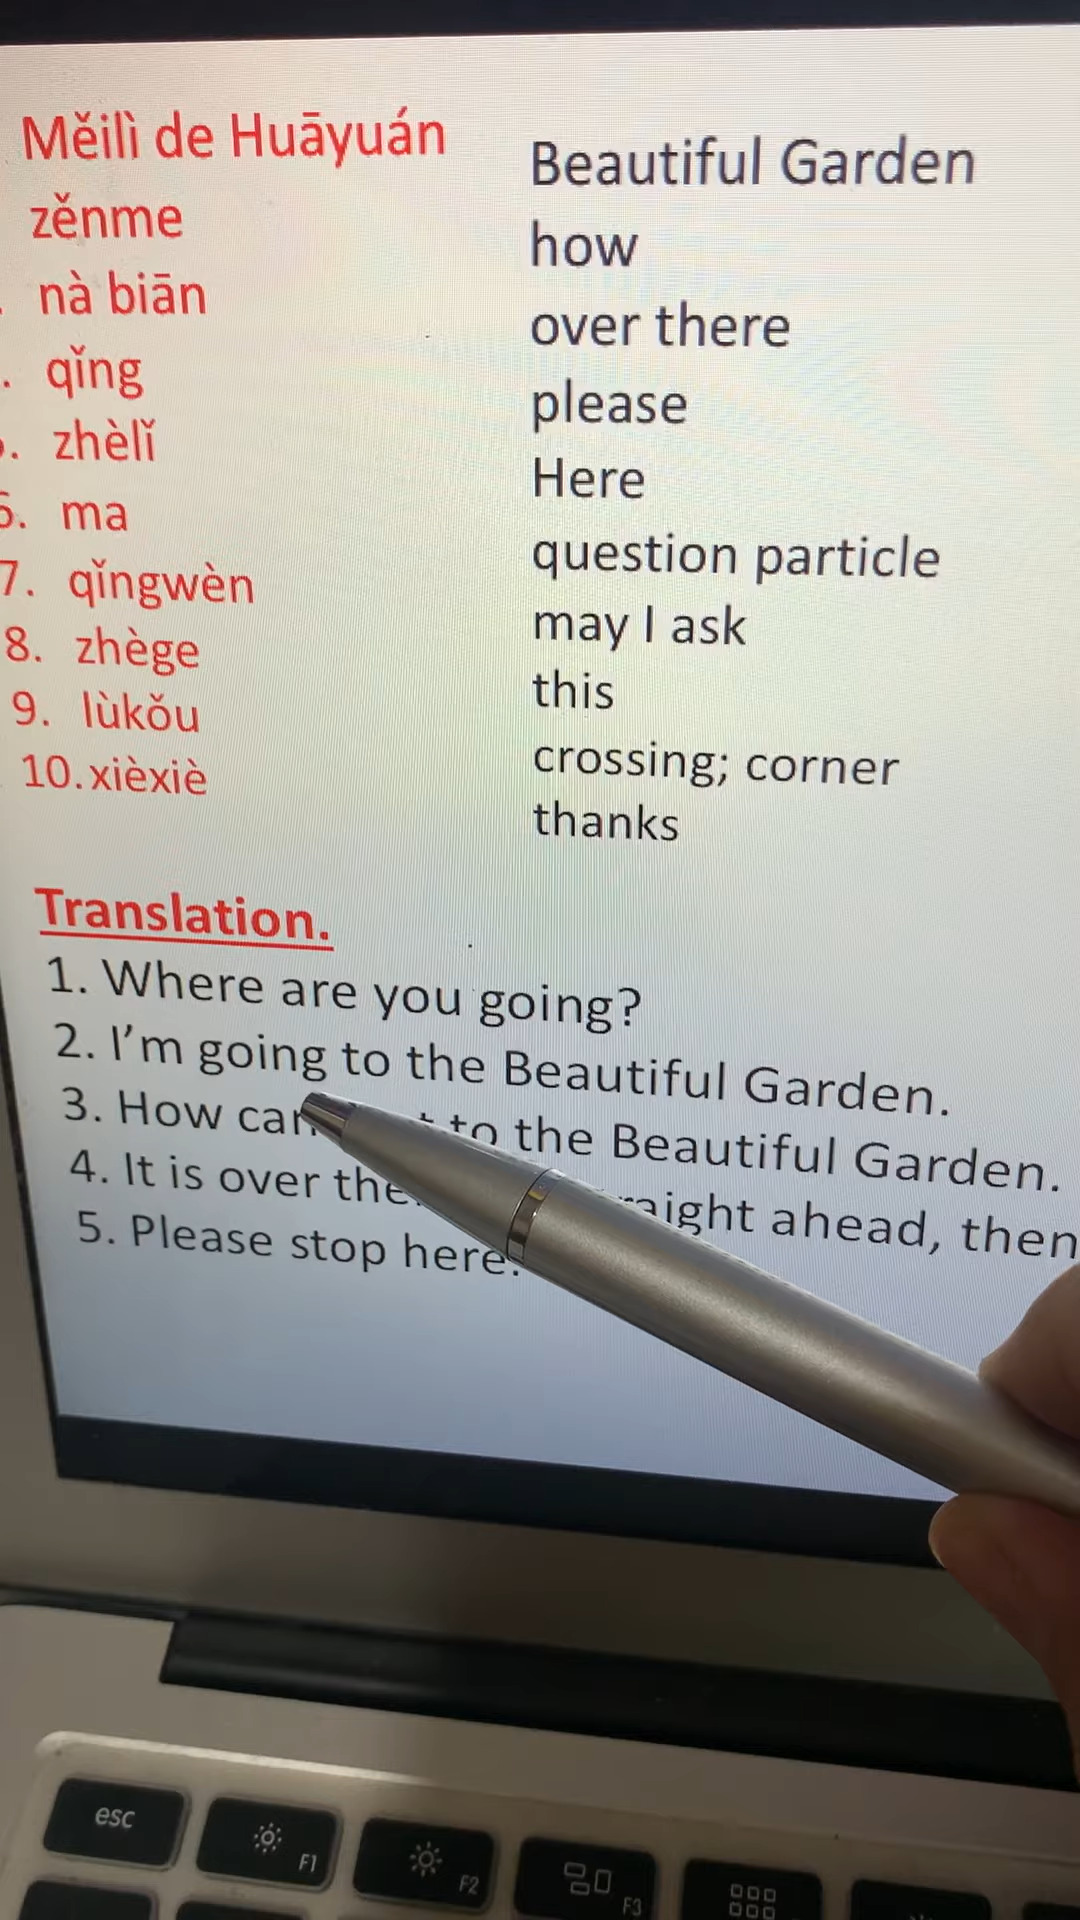 Měilì de Huāyuán
Beautiful Garden
zěnme
how
nà biān
over there
. qǐng
please
. zhèlǐ
Here
6. ma
question particle
7. qǐngwèn
may I ask
8. zhège
this
9. lùkǒu
crossing; corner
10. xièxiè
thanks
Translation.
1. Where are you going?
2. I'm going to the Beautiful Garden.
3. How can to the Beautiful Garden.
4. It is over ahead, then
5. Please stop here.
esc
F1
F2
F3